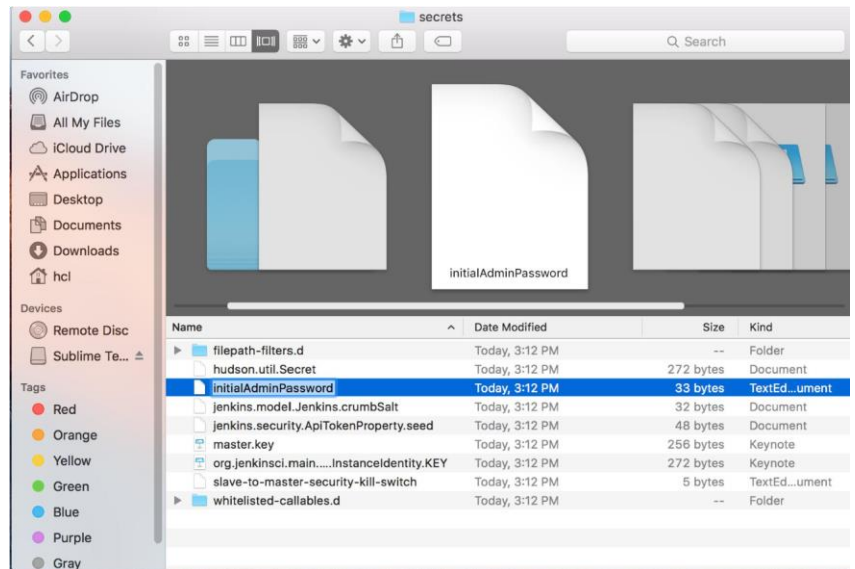 secrets
Search
Favorites
AirDrop
All My Files
iCloud Drive
Applications
Desktop
Documents
Downloads
hcl
Devices
Remote Disc
Sublime Te...
Tags
Red
Orange
Yellow
Green
Blue
Purple
Gray
initialAdminPassword
Name Date Modified Size Kind
filepath-filters.d Today, 3:12 PM -- Folder
hudson.util.Secret Today, 3:12 PM 272 bytes Document
initialAdminPassword Today, 3:12 PM 33 bytes TextEd...ument
jenkins.model.Jenkins.crumbSalt Today, 3:12 PM 32 bytes Document
jenkins.security.ApiTokenProperty.seed Today, 3:12 PM 48 bytes Document
master.key Today, 3:12 PM 256 bytes Keynote
org.jenkinsci.main.....InstanceIdentity.KEY Today, 3:12 PM 272 bytes Keynote
slave-to-master-security-kill-switch Today, 3:12 PM 5 bytes TextEd...ument
whitelisted-callables.d Today, 3:12 PM -- Folder